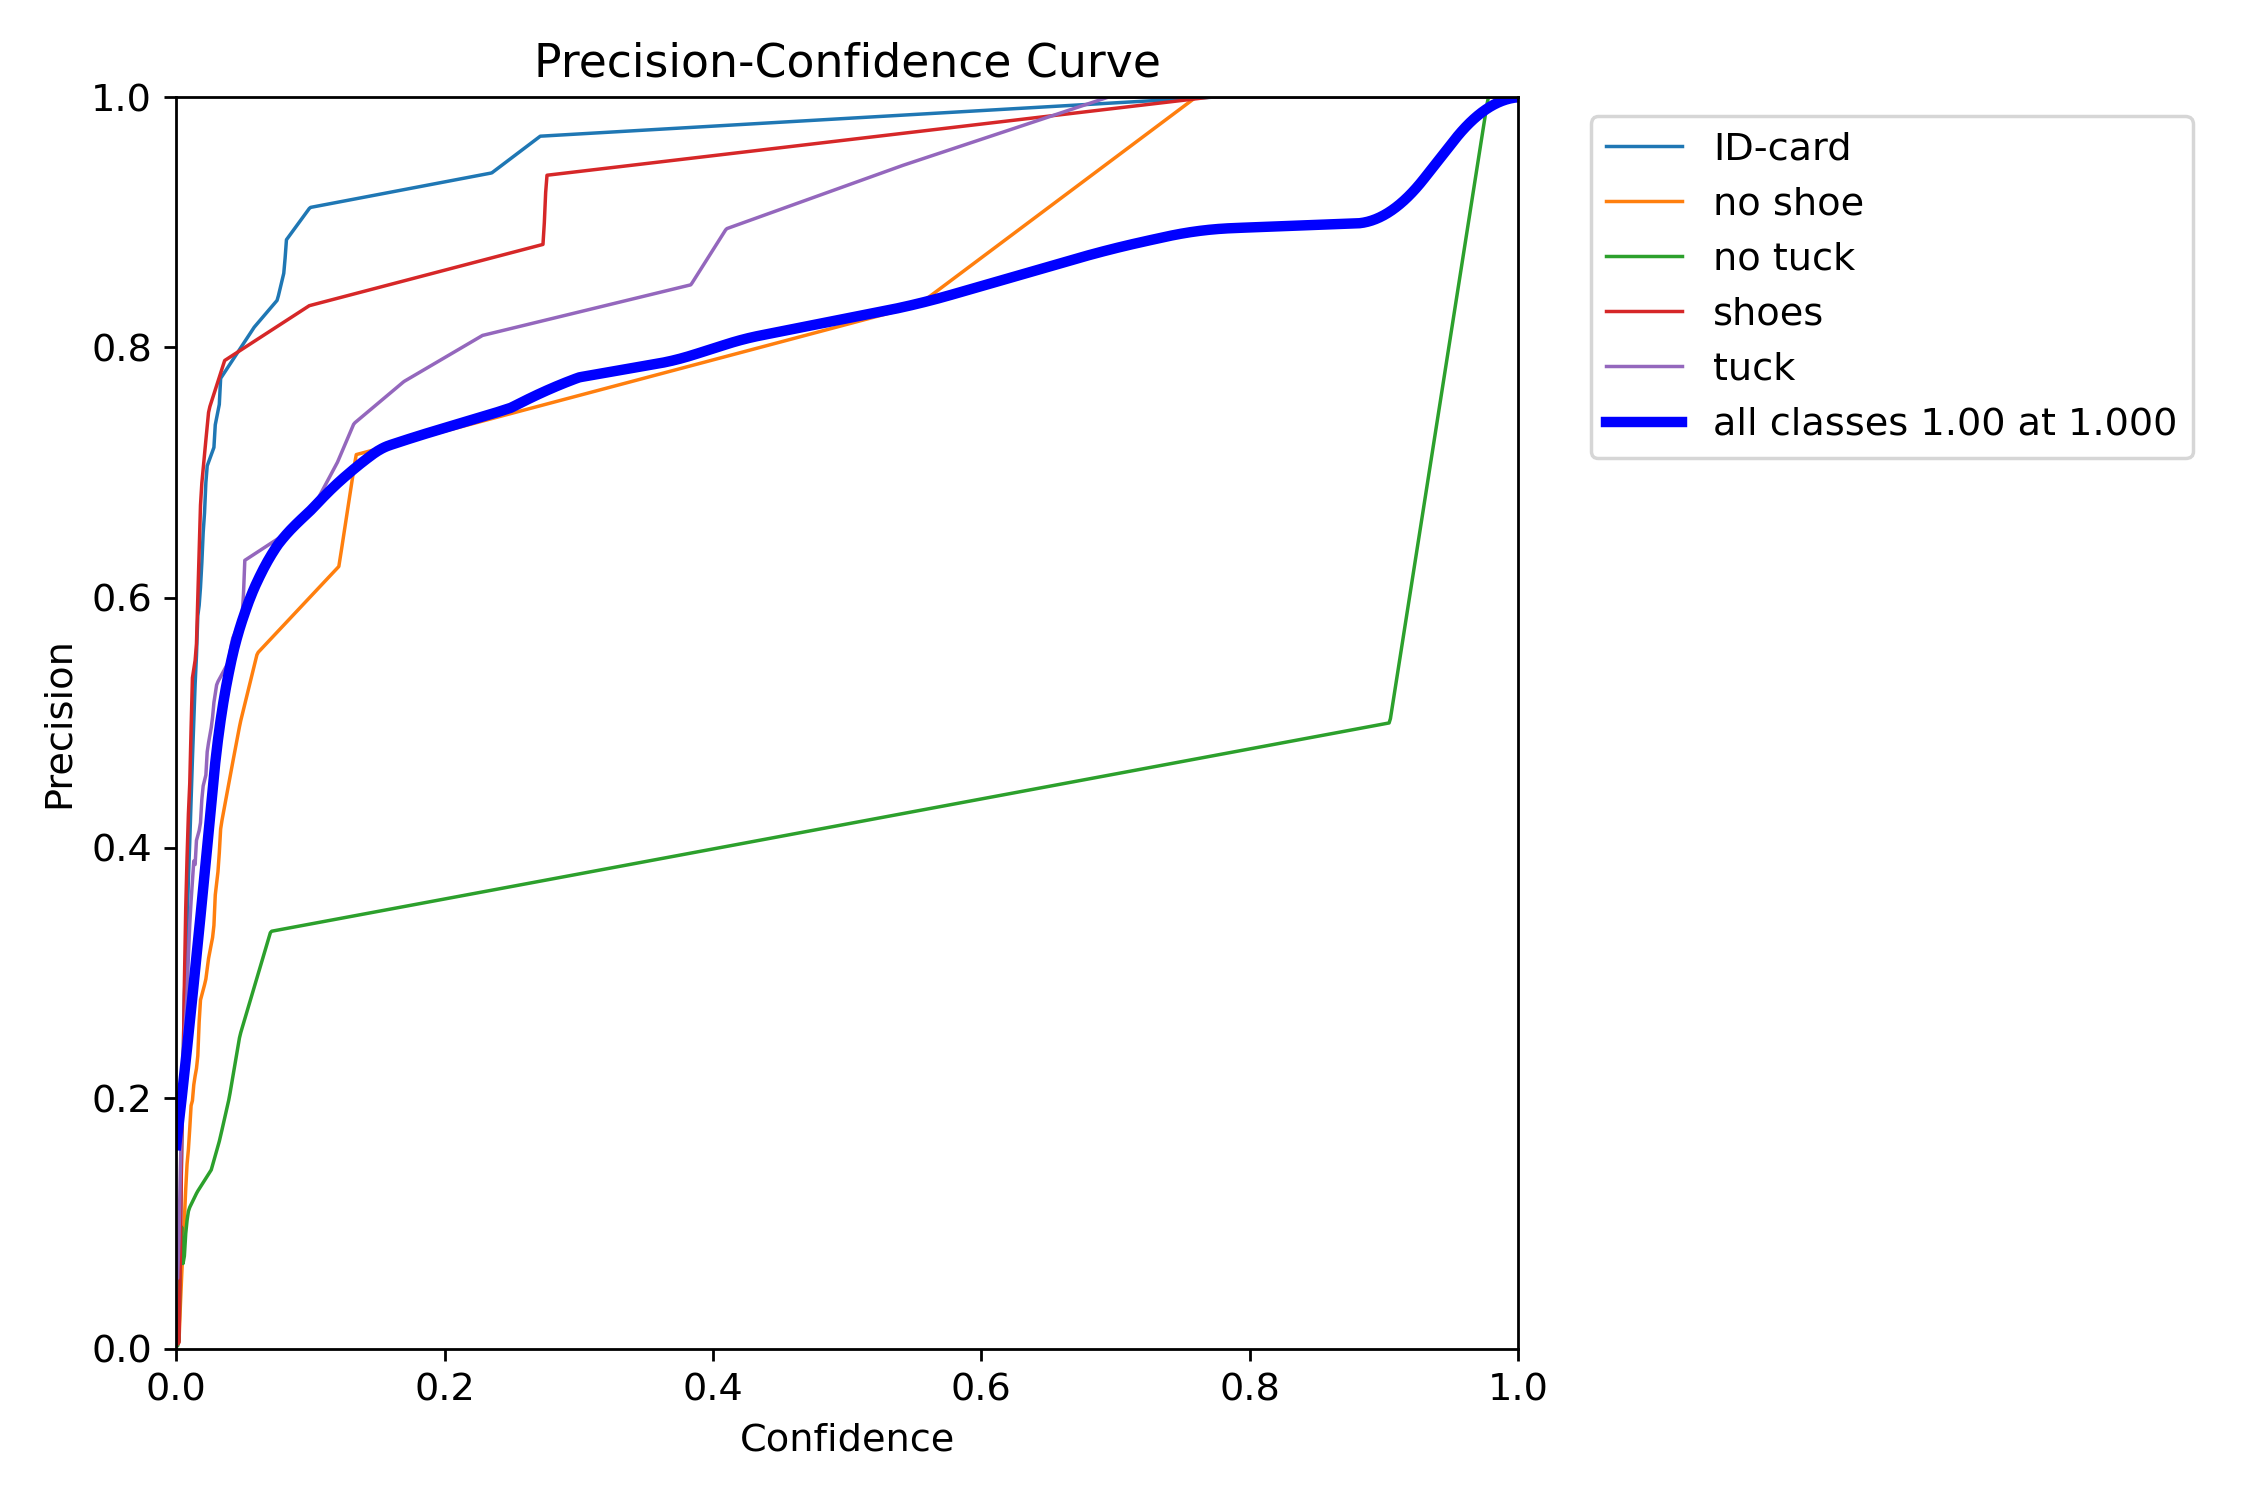 Precision-Confidence Curve
1.0
0.8
0.6
0.4
0.2
0.0
Precision
0.0 0.2 0.4 0.6 0.8 1.0
Confidence
ID-card
no shoe
no tuck
shoes
tuck
all classes 1.00 at 1.000